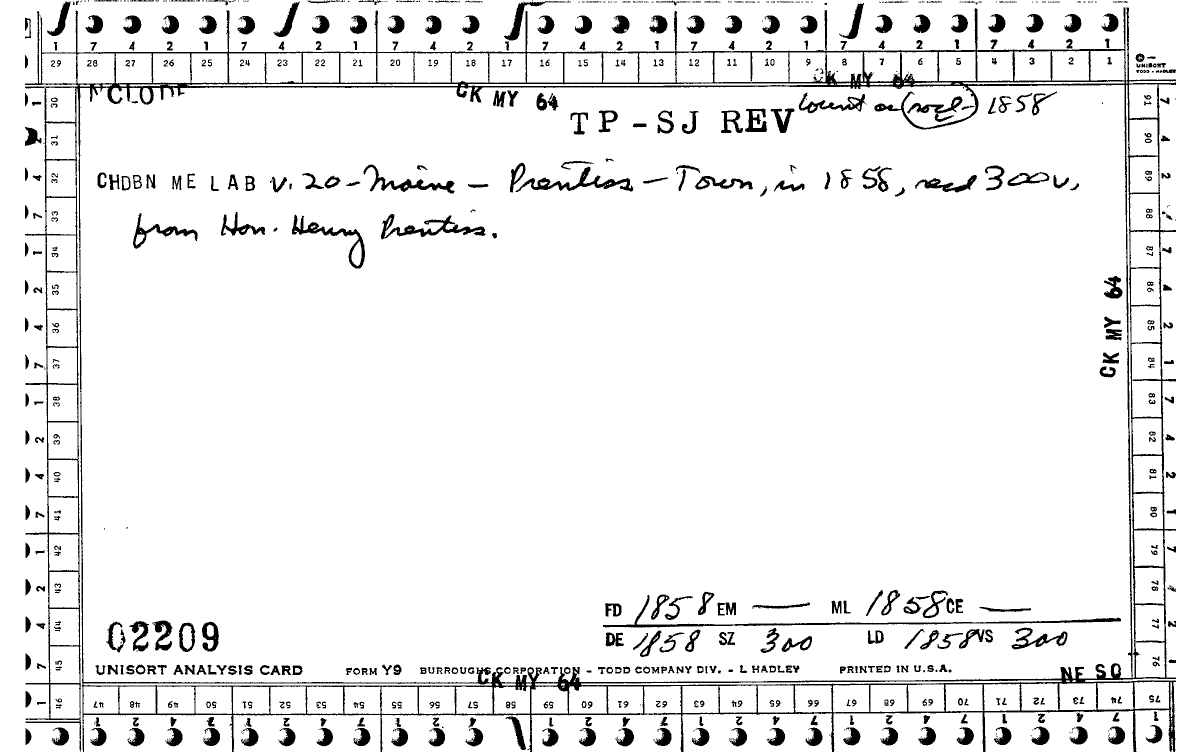 1 7 4 2 1 7 4 2 1 7 4 2 1 7 4 2 1 7 4 2 1 7 4 2 1 7 4 2 1
29 28 27 26 25 24 23 22 21 20 19 18 17 16 15 14 13 12 11 10 9 8 7 6 5 4 3 2 1
UNISORT
TODD - HADLEY
CK MY 64
CK MY 64
count as rocd- 1858
TP-SJ REV
CHDBN ME LAB v. 20 - Maine - Prentiss - Town, in 1858, recd 300v.
from Hon. Henry Prentiss.
30 31 32 33 34 35 36 37 38 39 40 41 42 43 44 45 46
91 90 89 88 87 86 85 84 83 82 81 80 79 78 77 76
CK MY 64
FD 1858 EM — ML 1858 CE —
02209
DE 1858 SZ 300 LD 1858 VS 300
UNISORT ANALYSIS CARD FORM Y9 BURROUGHS CORPORATION - TODD COMPANY DIV. - L HADLEY PRINTED IN U.S.A.
CK MY 64
NE SQ
47 48 49 50 51 52 53 54 55 56 57 58 59 60 61 62 63 64 65 66 67 68 69 70 71 72 73 74 75